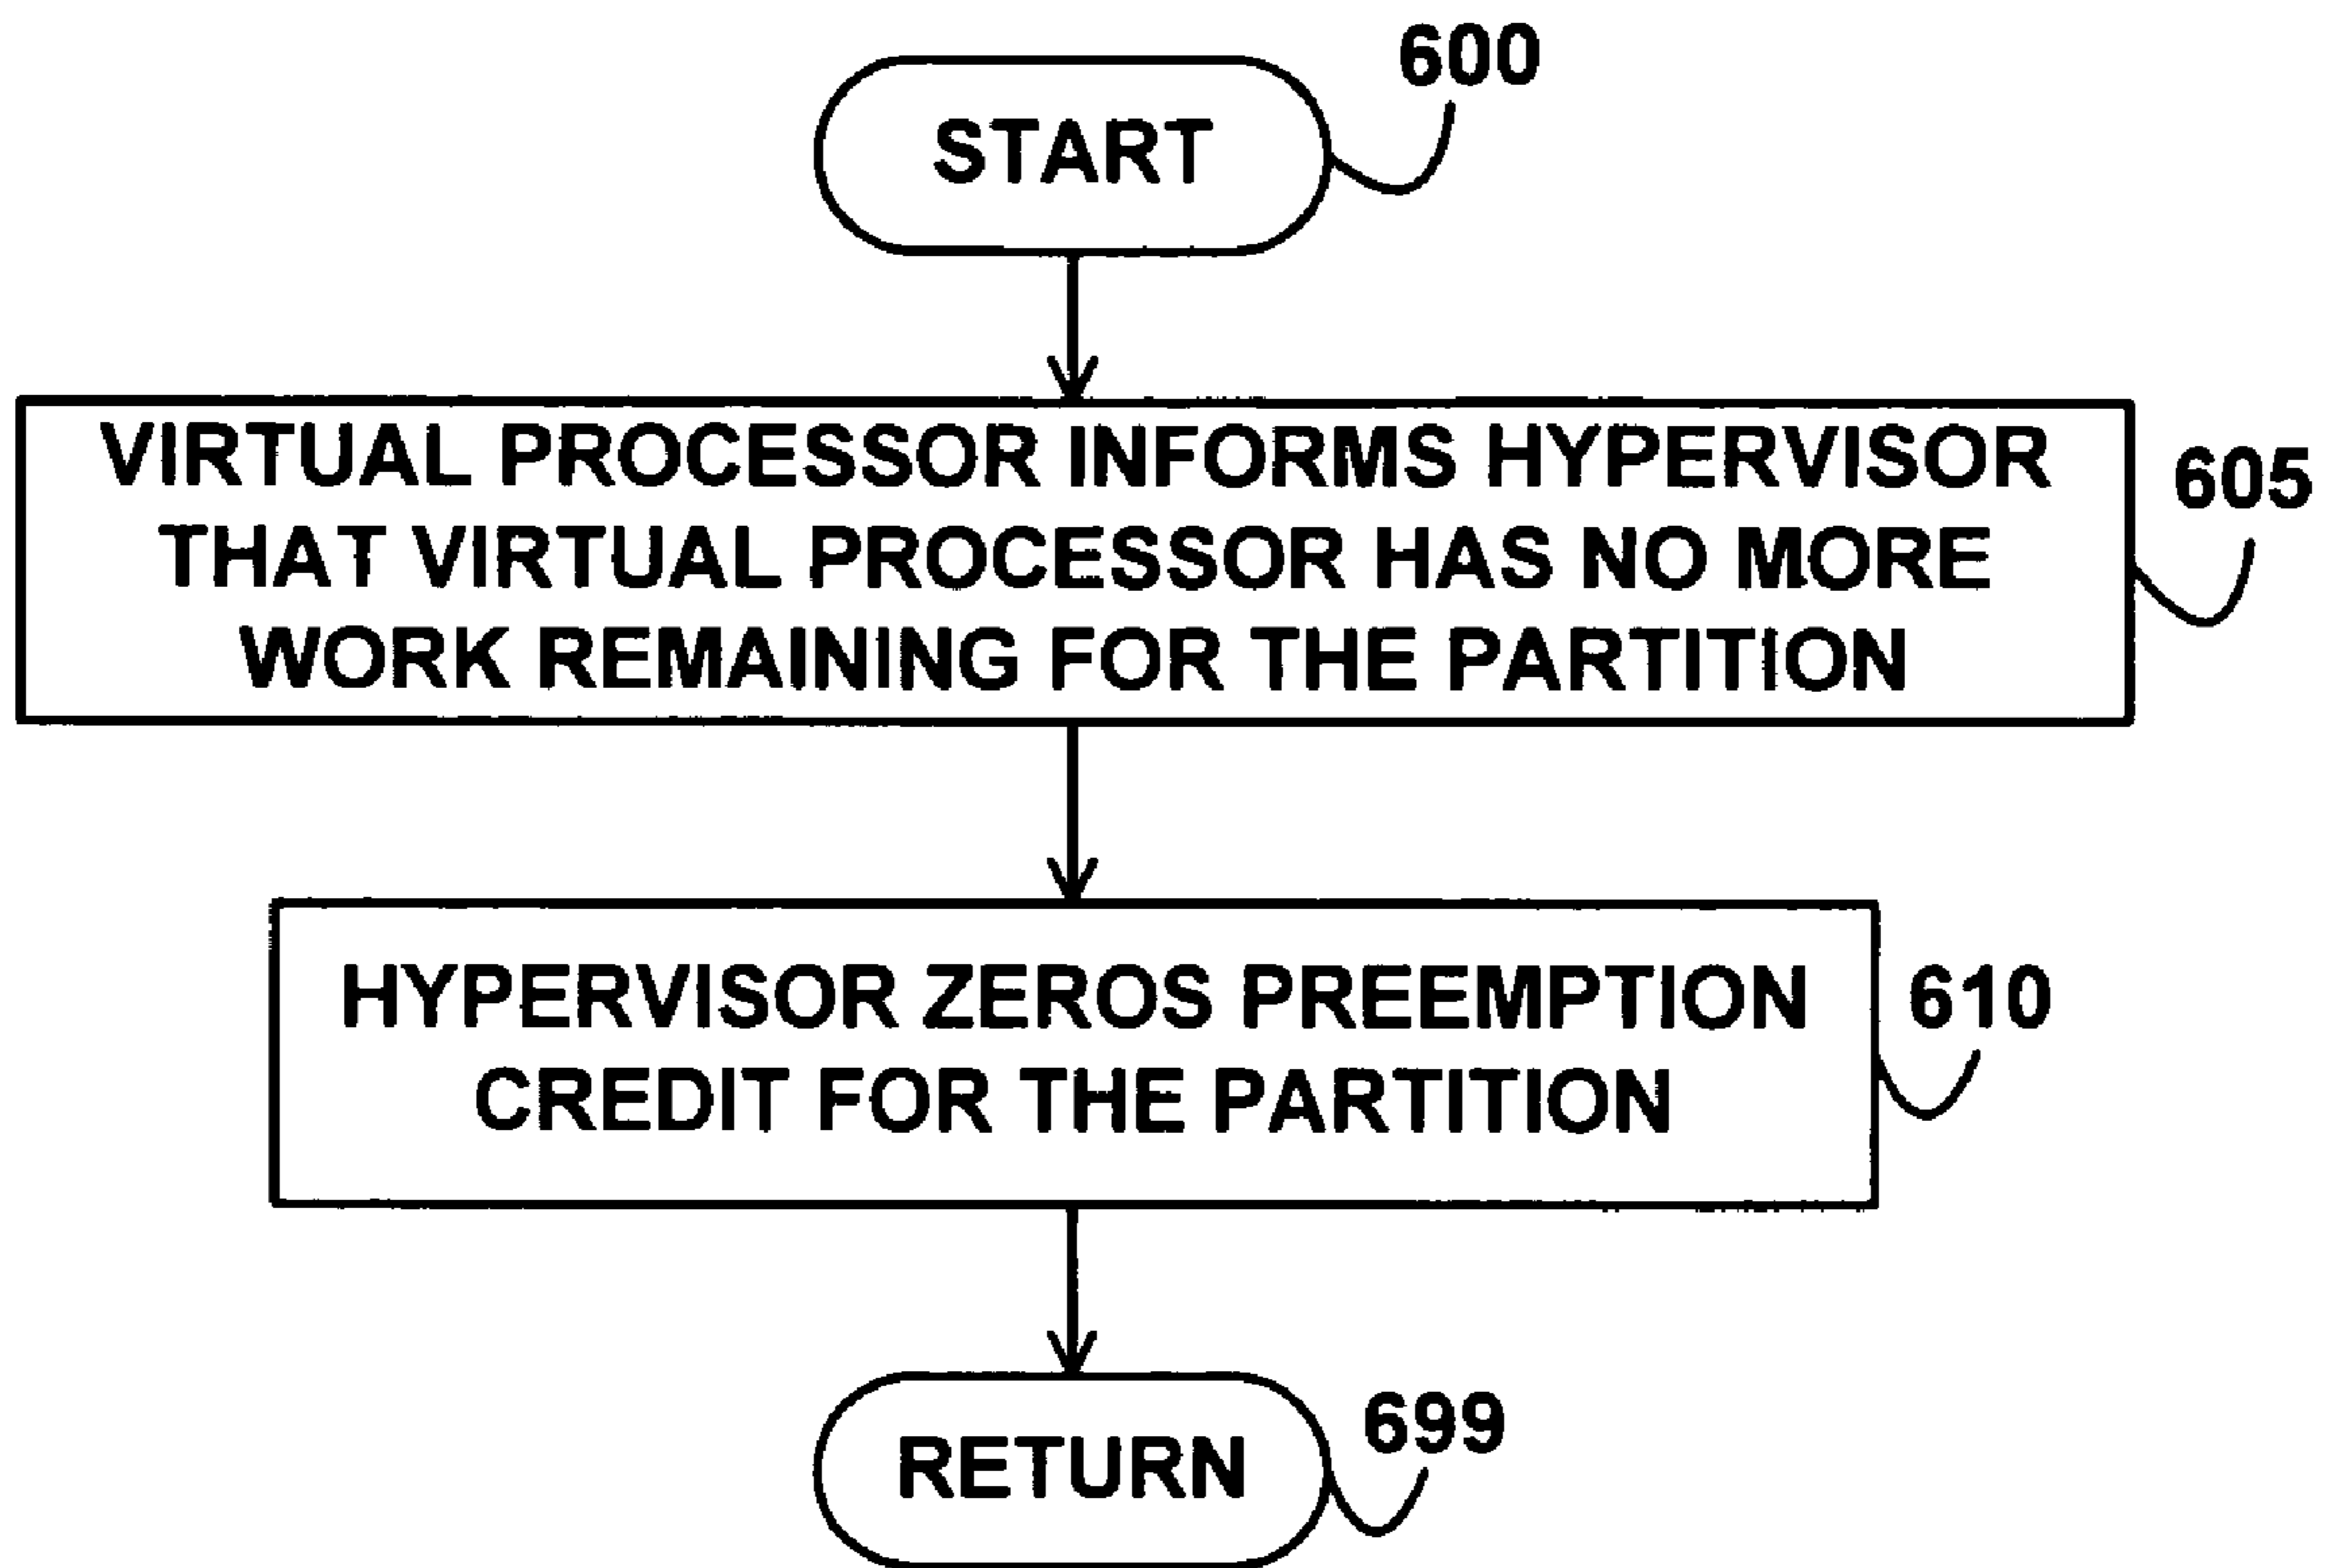 600
START
VIRTUAL PROCESSOR INFORMS HYPERVISOR
THAT VIRTUAL PROCESSOR HAS NO MORE
WORK REMAINING FOR THE PARTITION
605
HYPERVISOR ZEROS PREEMPTION
CREDIT FOR THE PARTITION
610
RETURN
699